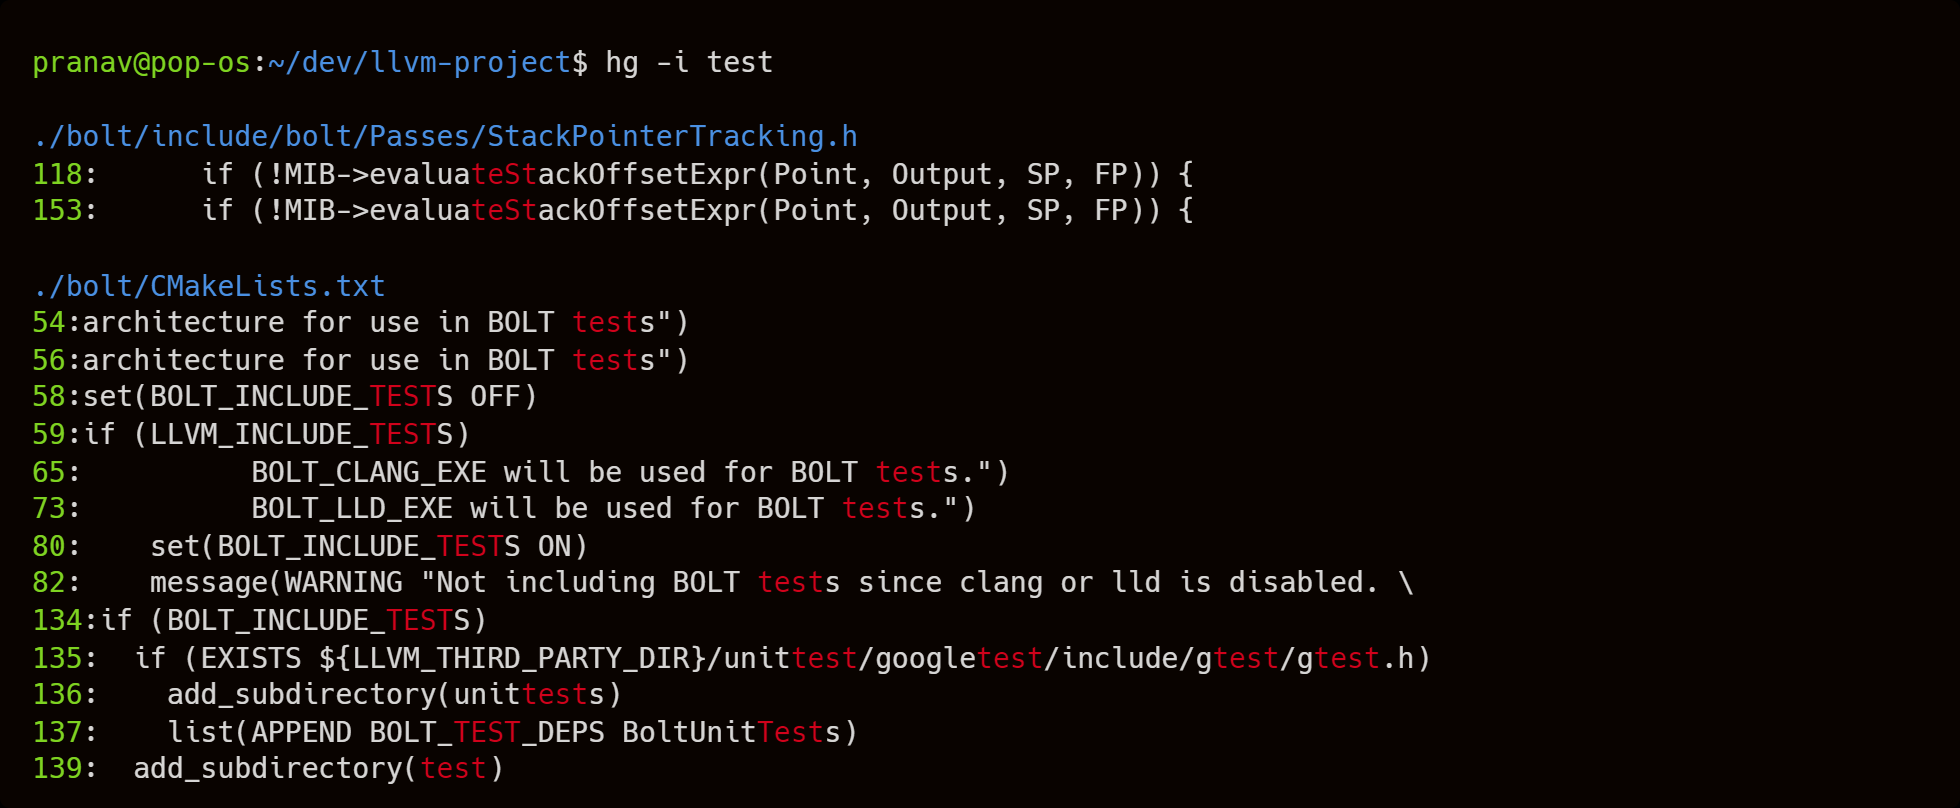 pranav@pop-os:~/dev/llvm-project$ hg -i test
./bolt/include/bolt/Passes/StackPointerTracking.h
118:      if (!MIB->evaluateStackOffsetExpr(Point, Output, SP, FP)) {
153:      if (!MIB->evaluateStackOffsetExpr(Point, Output, SP, FP)) {
./bolt/CMakeLists.txt
54:architecture for use in BOLT tests")
56:architecture for use in BOLT tests")
58:set(BOLT_INCLUDE_TESTS OFF)
59:if (LLVM_INCLUDE_TESTS)
65:          BOLT_CLANG_EXE will be used for BOLT tests.")
73:          BOLT_LLD_EXE will be used for BOLT tests.")
80:    set(BOLT_INCLUDE_TESTS ON)
82:    message(WARNING "Not including BOLT tests since clang or lld is disabled. \
134:if (BOLT_INCLUDE_TESTS)
135:  if (EXISTS ${LLVM_THIRD_PARTY_DIR}/unittest/googletest/include/gtest/gtest.h)
136:    add_subdirectory(unittests)
137:    list(APPEND BOLT_TEST_DEPS BoltUnitTests)
139:  add_subdirectory(test)